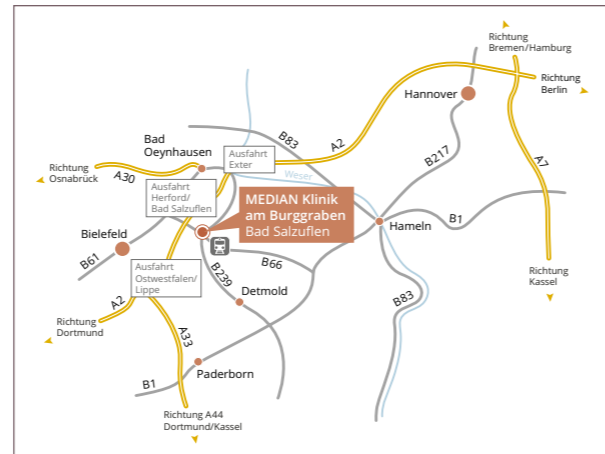 Richtung
Bremen/Hamburg
Richtung
Berlin
Hannover
B83
A2
Bad
Oeynhausen
Ausfahrt
Exter
B217
A7
Richtung
Osnabrück
A30
Weser
Ausfahrt
Herford/
Bad Salzuflen
MEDIAN Klinik
am Burggraben
Bad Salzuflen
Hameln
B1
Bielefeld
B61
B66
Ausfahrt
Ostwestfalen/
Lippe
B239
Detmold
Richtung
Kassel
A2
B83
Richtung
Dortmund
A33
Paderborn
B1
Richtung A44
Dortmund/Kassel